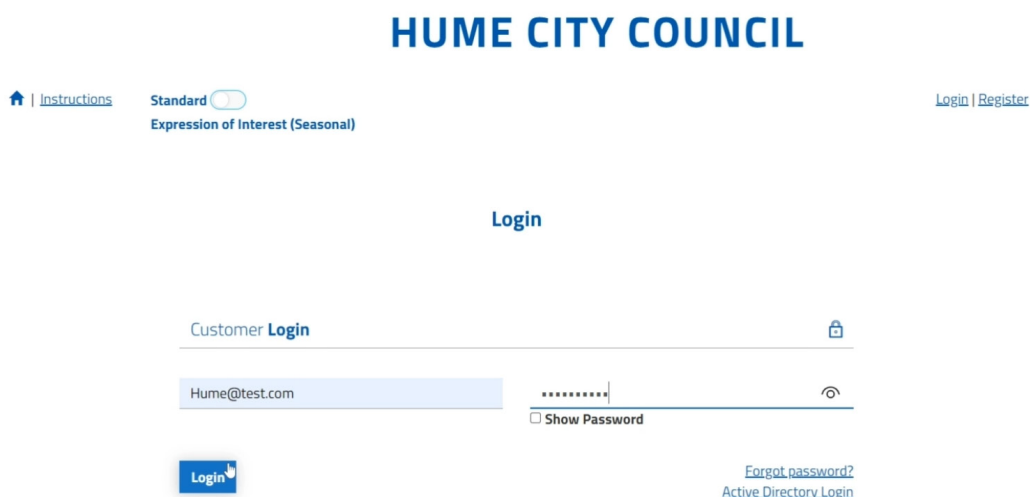 HUME CITY COUNCIL
| Instructions
Standard
Login | Register
Expression of Interest (Seasonal)
Login
Customer Login
Hume@test.com
Show Password
Login
Forgot password?
Active Directory Login